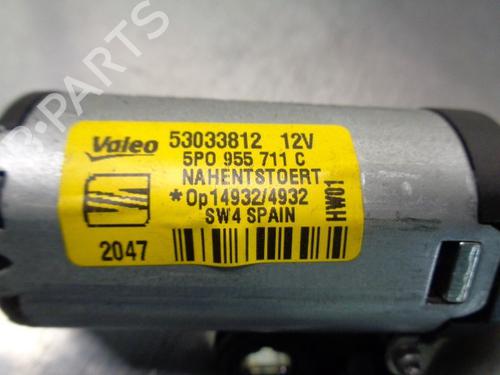 Valeo 53033812 12V
5P0 955 711 C
NAHENTSTOERT
*Op14932/4932
SW4 SPAIN
HW01
2047
B-PARTS